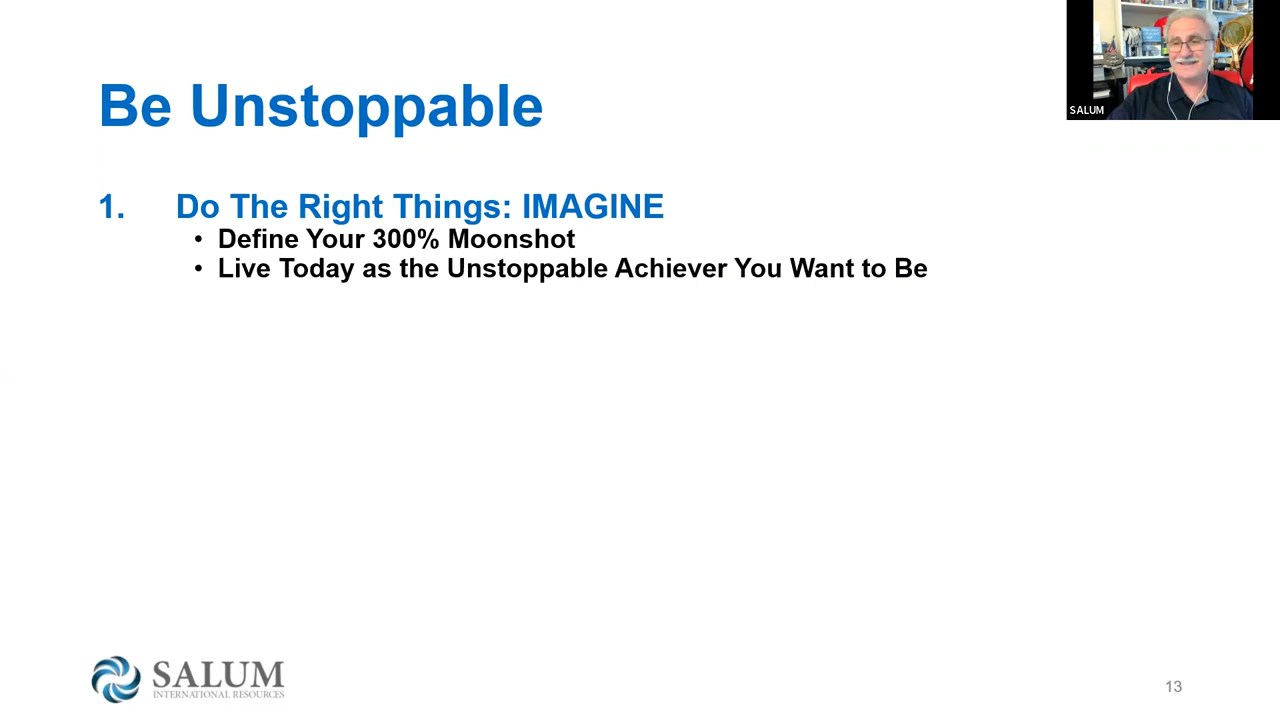 SALUM
Be Unstoppable
1. Do The Right Things: IMAGINE
• Define Your 300% Moonshot
• Live Today as the Unstoppable Achiever You Want to Be
SALUM
INTERNATIONAL RESOURCES
13